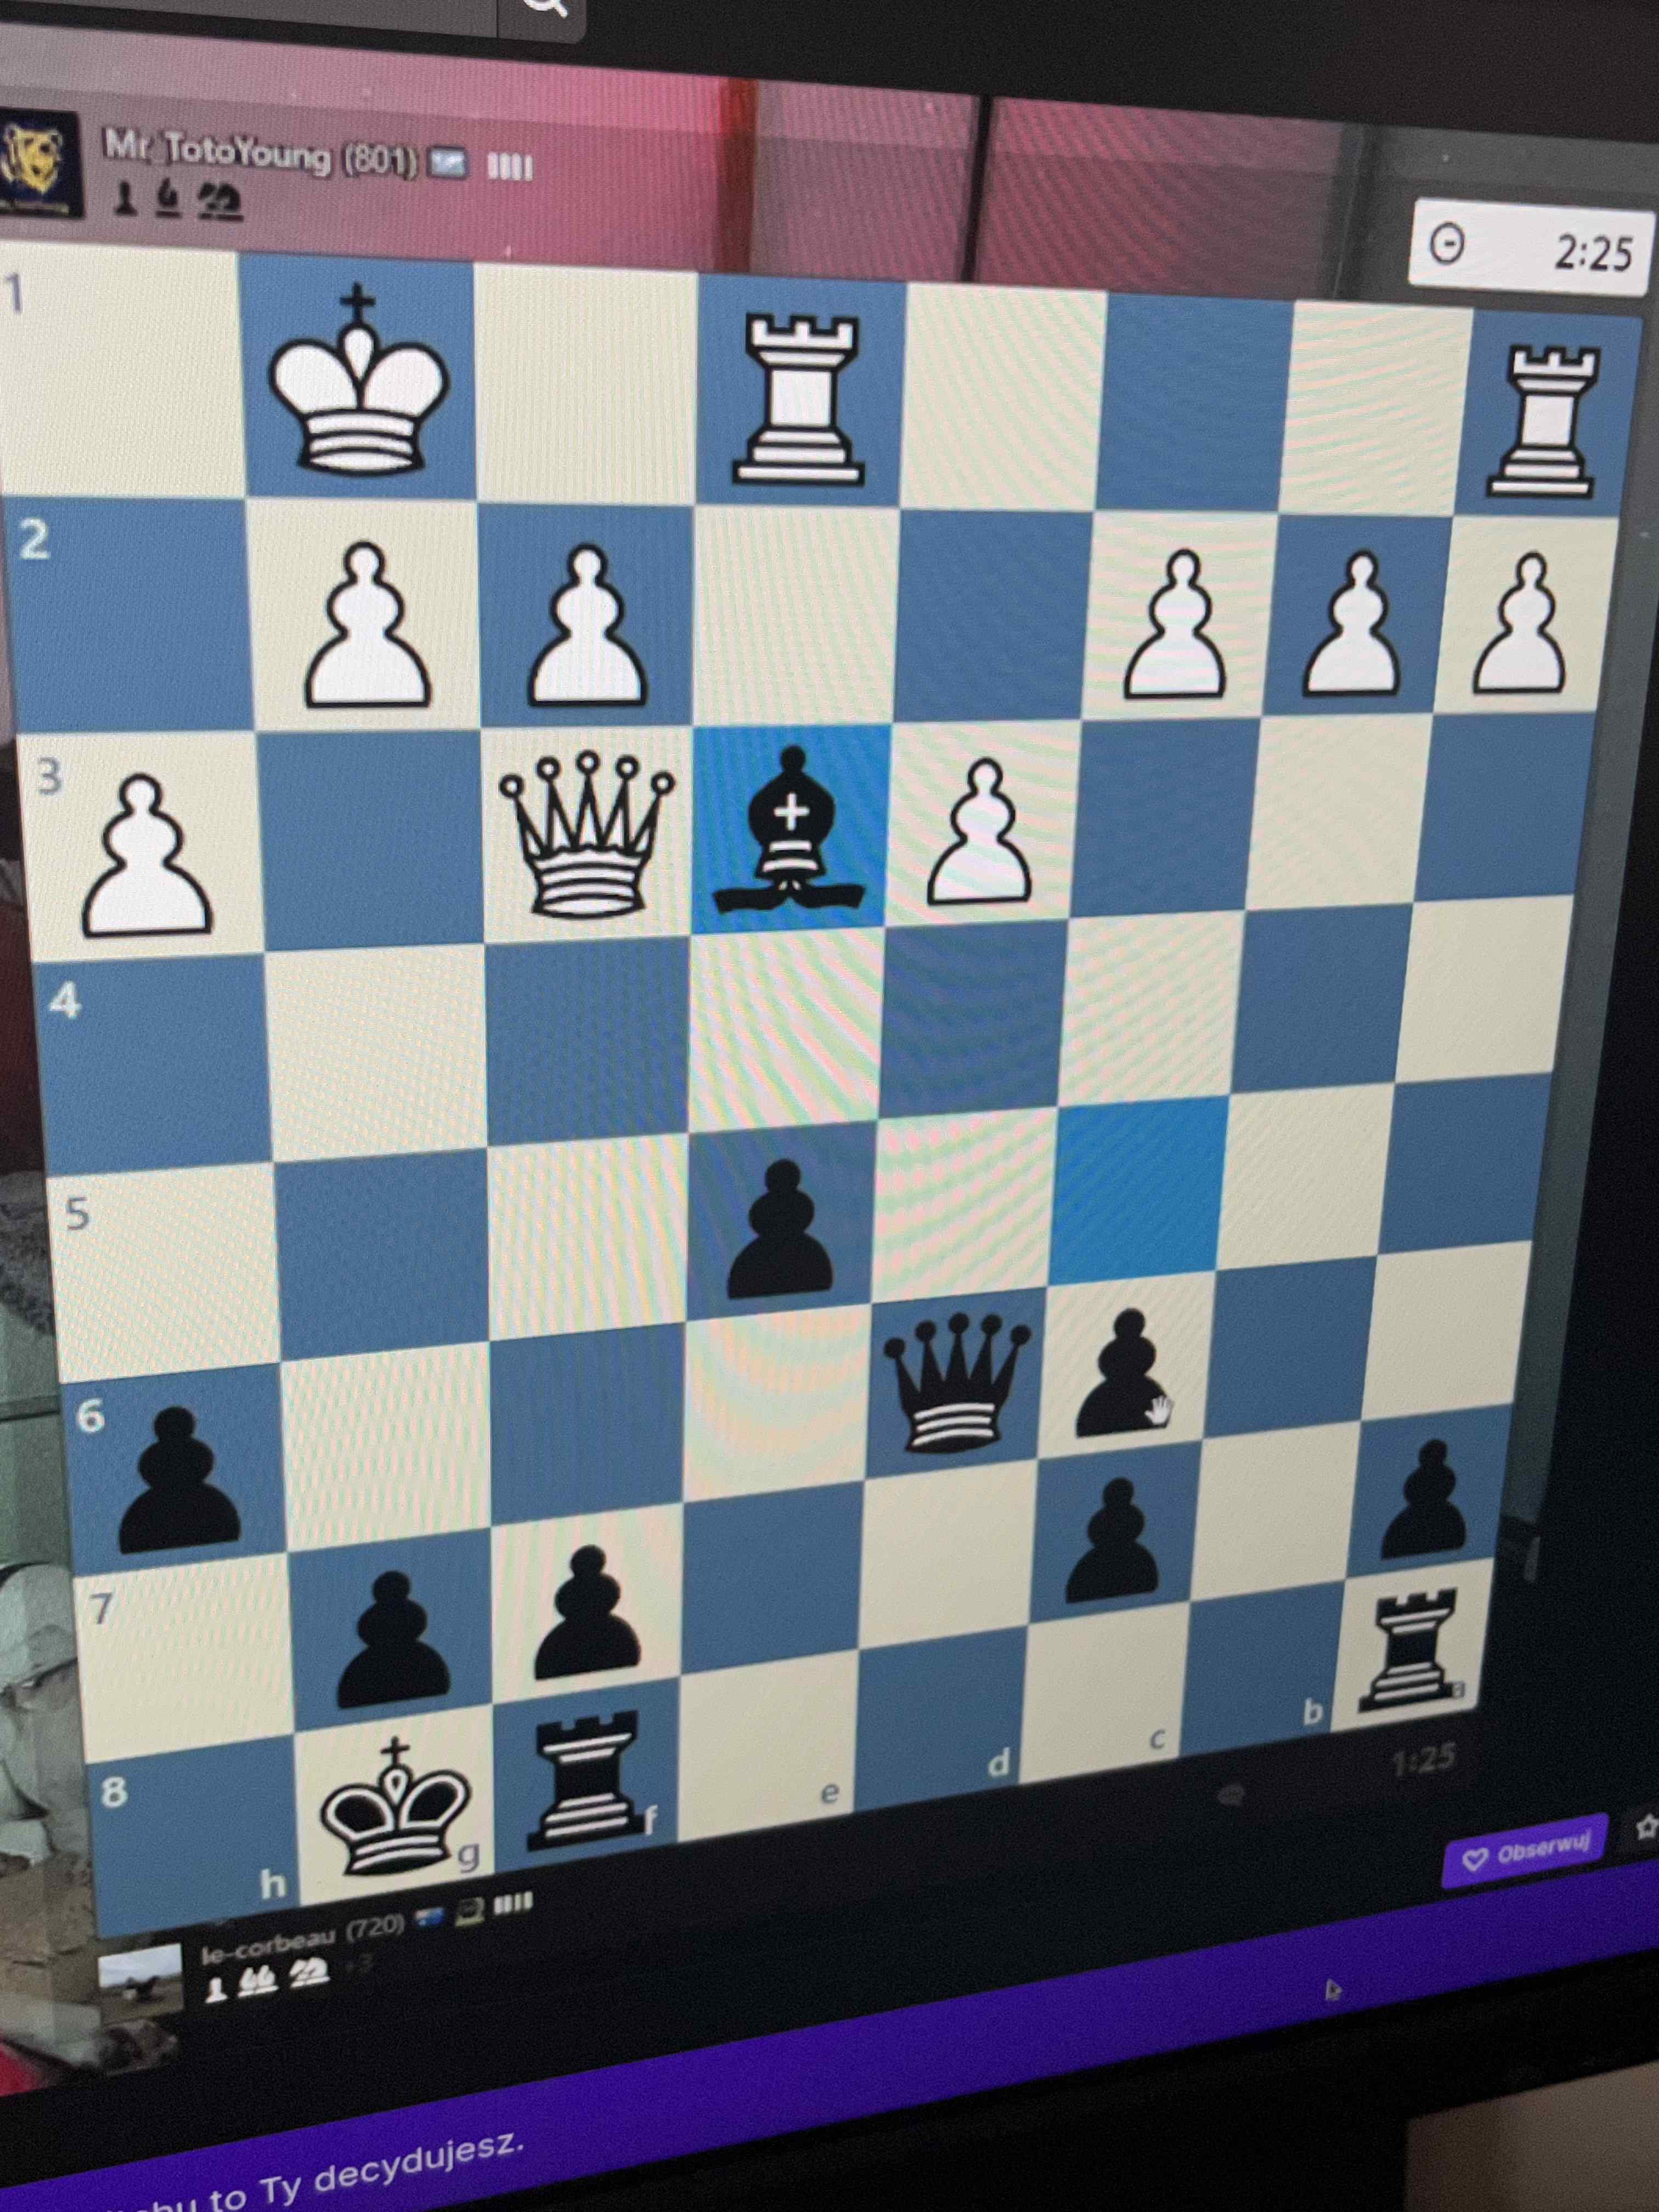 Mr_TotoYoung (801)
2:25
1
2
3
4
5
6
7
8
h
g
f
e
d
c
b
a
1:25
le-corbeau (720)
+3
Obserwuj
to Ty decydujesz.